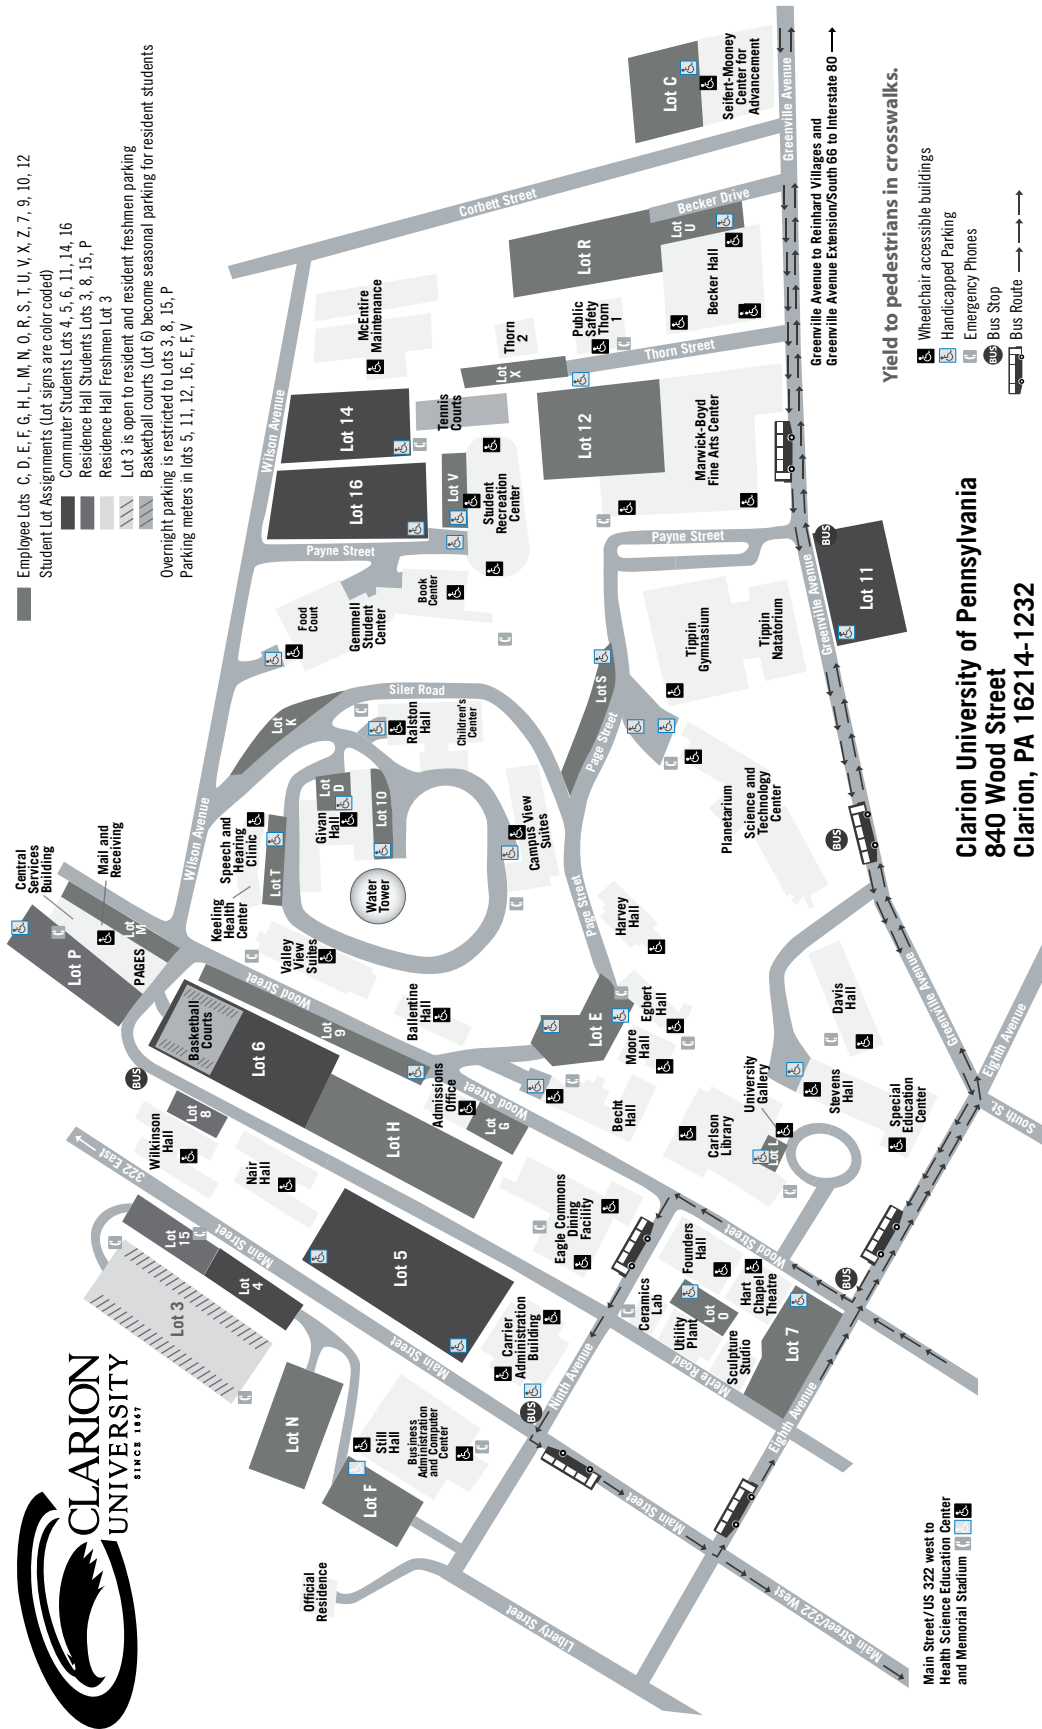 CLARION
UNIVERSITY
SINCE 1867
Employee Lots C, D, E, F, G, H, L, M, N, O, R, S, T, U, V, X, Z, 7, 9, 10, 12
Student Lot Assignments (Lot signs are color coded)
Commuter Students Lots 4, 5, 6, 11, 14, 16
Residence Hall Students Lots 3, 8, 15, P
Residence Hall Freshmen Lot 3
Lot 3 is open to resident and resident freshmen parking
Basketball courts (Lot 6) become seasonal parking for resident students
Overnight parking is restricted to Lots 3, 8, 15, P
Parking meters in lots 5, 11, 12, 16, E, F, V
Central
Services
Building
Mail and
Receiving
Lot P
PAGES
Lot
M
Wilson Avenue
Wilson Avenue
Corbett Street
Lot 3
Lot
15
Lot
4
322 East
Main Street
Wilkinson
Hall
Lot
8
BUS
Basketball
Courts
Lot 6
Lot
9
Wood Street
Nair
Hall
Lot H
Lot 5
Lot N
Main Street
Keeling
Health
Center
Speech and
Hearing
Clinic
Lot T
Givan
Hall
Lot
D
Lot 10
Water
Tower
Valley
View
Suites
Ballentine
Hall
Lot
K
Siler Road
Ralston
Hall
Children's
Center
Campus View
Suites
Food
Court
Gemmell
Student
Center
Book
Center
Payne Street
Lot 16
Lot 14
Lot V
Student
Recreation
Center
Tennis
Courts
McEntire
Maintenance
Thorn
2
Lot
X
Public
Safety
Thorn
1
Thorn Street
Lot R
Lot
U
Becker Drive
Becker Hall
Lot C
Seifert-Mooney
Center for
Advancement
Greenville Avenue
Lot 12
Marwick-Boyd
Fine Arts Center
Payne Street
Tippin
Gymnasium
Tippin
Natatorium
Lot S
Page Street
Page Street
Planetarium
Science and
Technology
Center
Harvey
Hall
Lot E
Egbert
Hall
Moore
Hall
Admissions
Office
Lot
G
Wood Street
Becht
Hall
Carlson
Library
University
Gallery
Lot L
Stevens
Hall
Davis
Hall
Special
Education
Center
Eagle Commons
Dining
Facility
Carrier
Administration
Building
BUS
Ninth Avenue
Still
Hall
Business
Administration
and Computer
Center
Lot F
Official
Residence
Liberty Street
Main Street
Main Street/322 West
Ceramics
Lab
Founders
Hall
Utility
Plant
Lot
O
Hart
Chapel
Theatre
Sculpture
Studio
Merle Road
Wood Street
Lot 7
BUS
Eighth Avenue
Eighth Avenue
South St.
Greenville Avenue
BUS
Greenville Avenue
BUS
Lot 11
Greenville Avenue to Reinhard Villages and
Greenville Avenue Extension/South 66 to Interstate 80
Yield to pedestrians in crosswalks.
Wheelchair accessible buildings
Handicapped Parking
C Emergency Phones
BUS Bus Stop
Bus Route
Main Street/US 322 west to
Health Science Education Center
and Memorial Stadium C
Clarion University of Pennsylvania
840 Wood Street
Clarion, PA 16214-1232